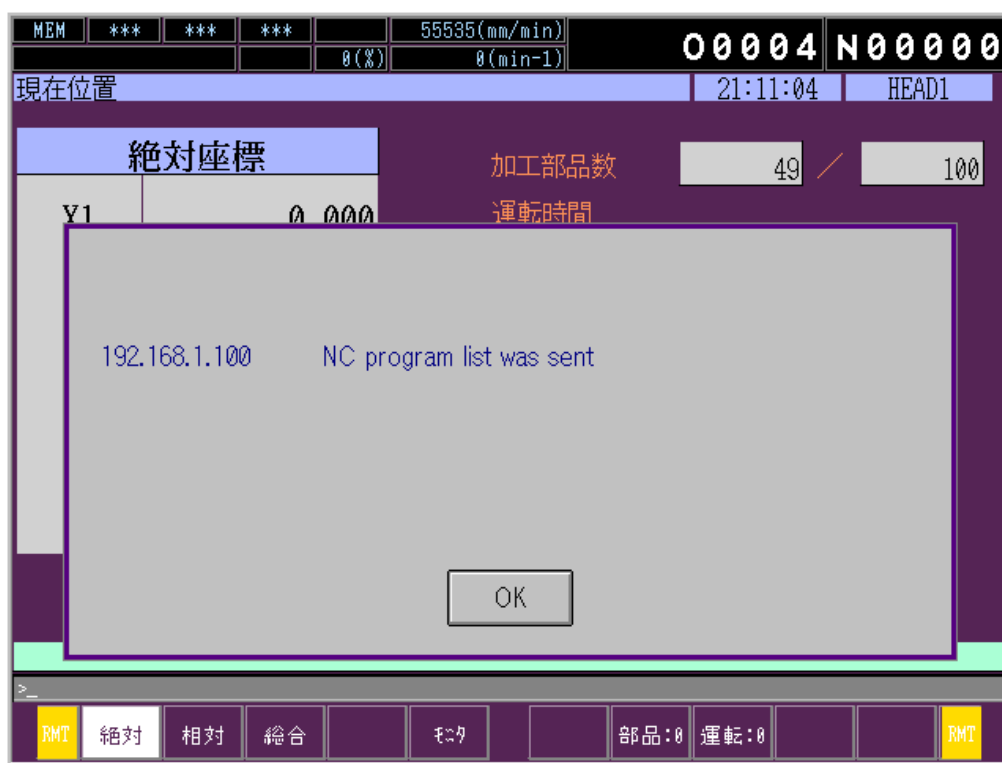 MEM *** *** *** 55535(mm/min)
0(%) 0(min-1) O0004 N00000
現在位置 21:11:04 HEAD1
絶対座標 加工部品数 49 / 100
Y1 0.000 運転時間
192.168.1.100 NC program list was sent
OK
>_
RMT 絶対 相対 総合 ﾓﾆﾀ 部品:0 運転:0 RMT